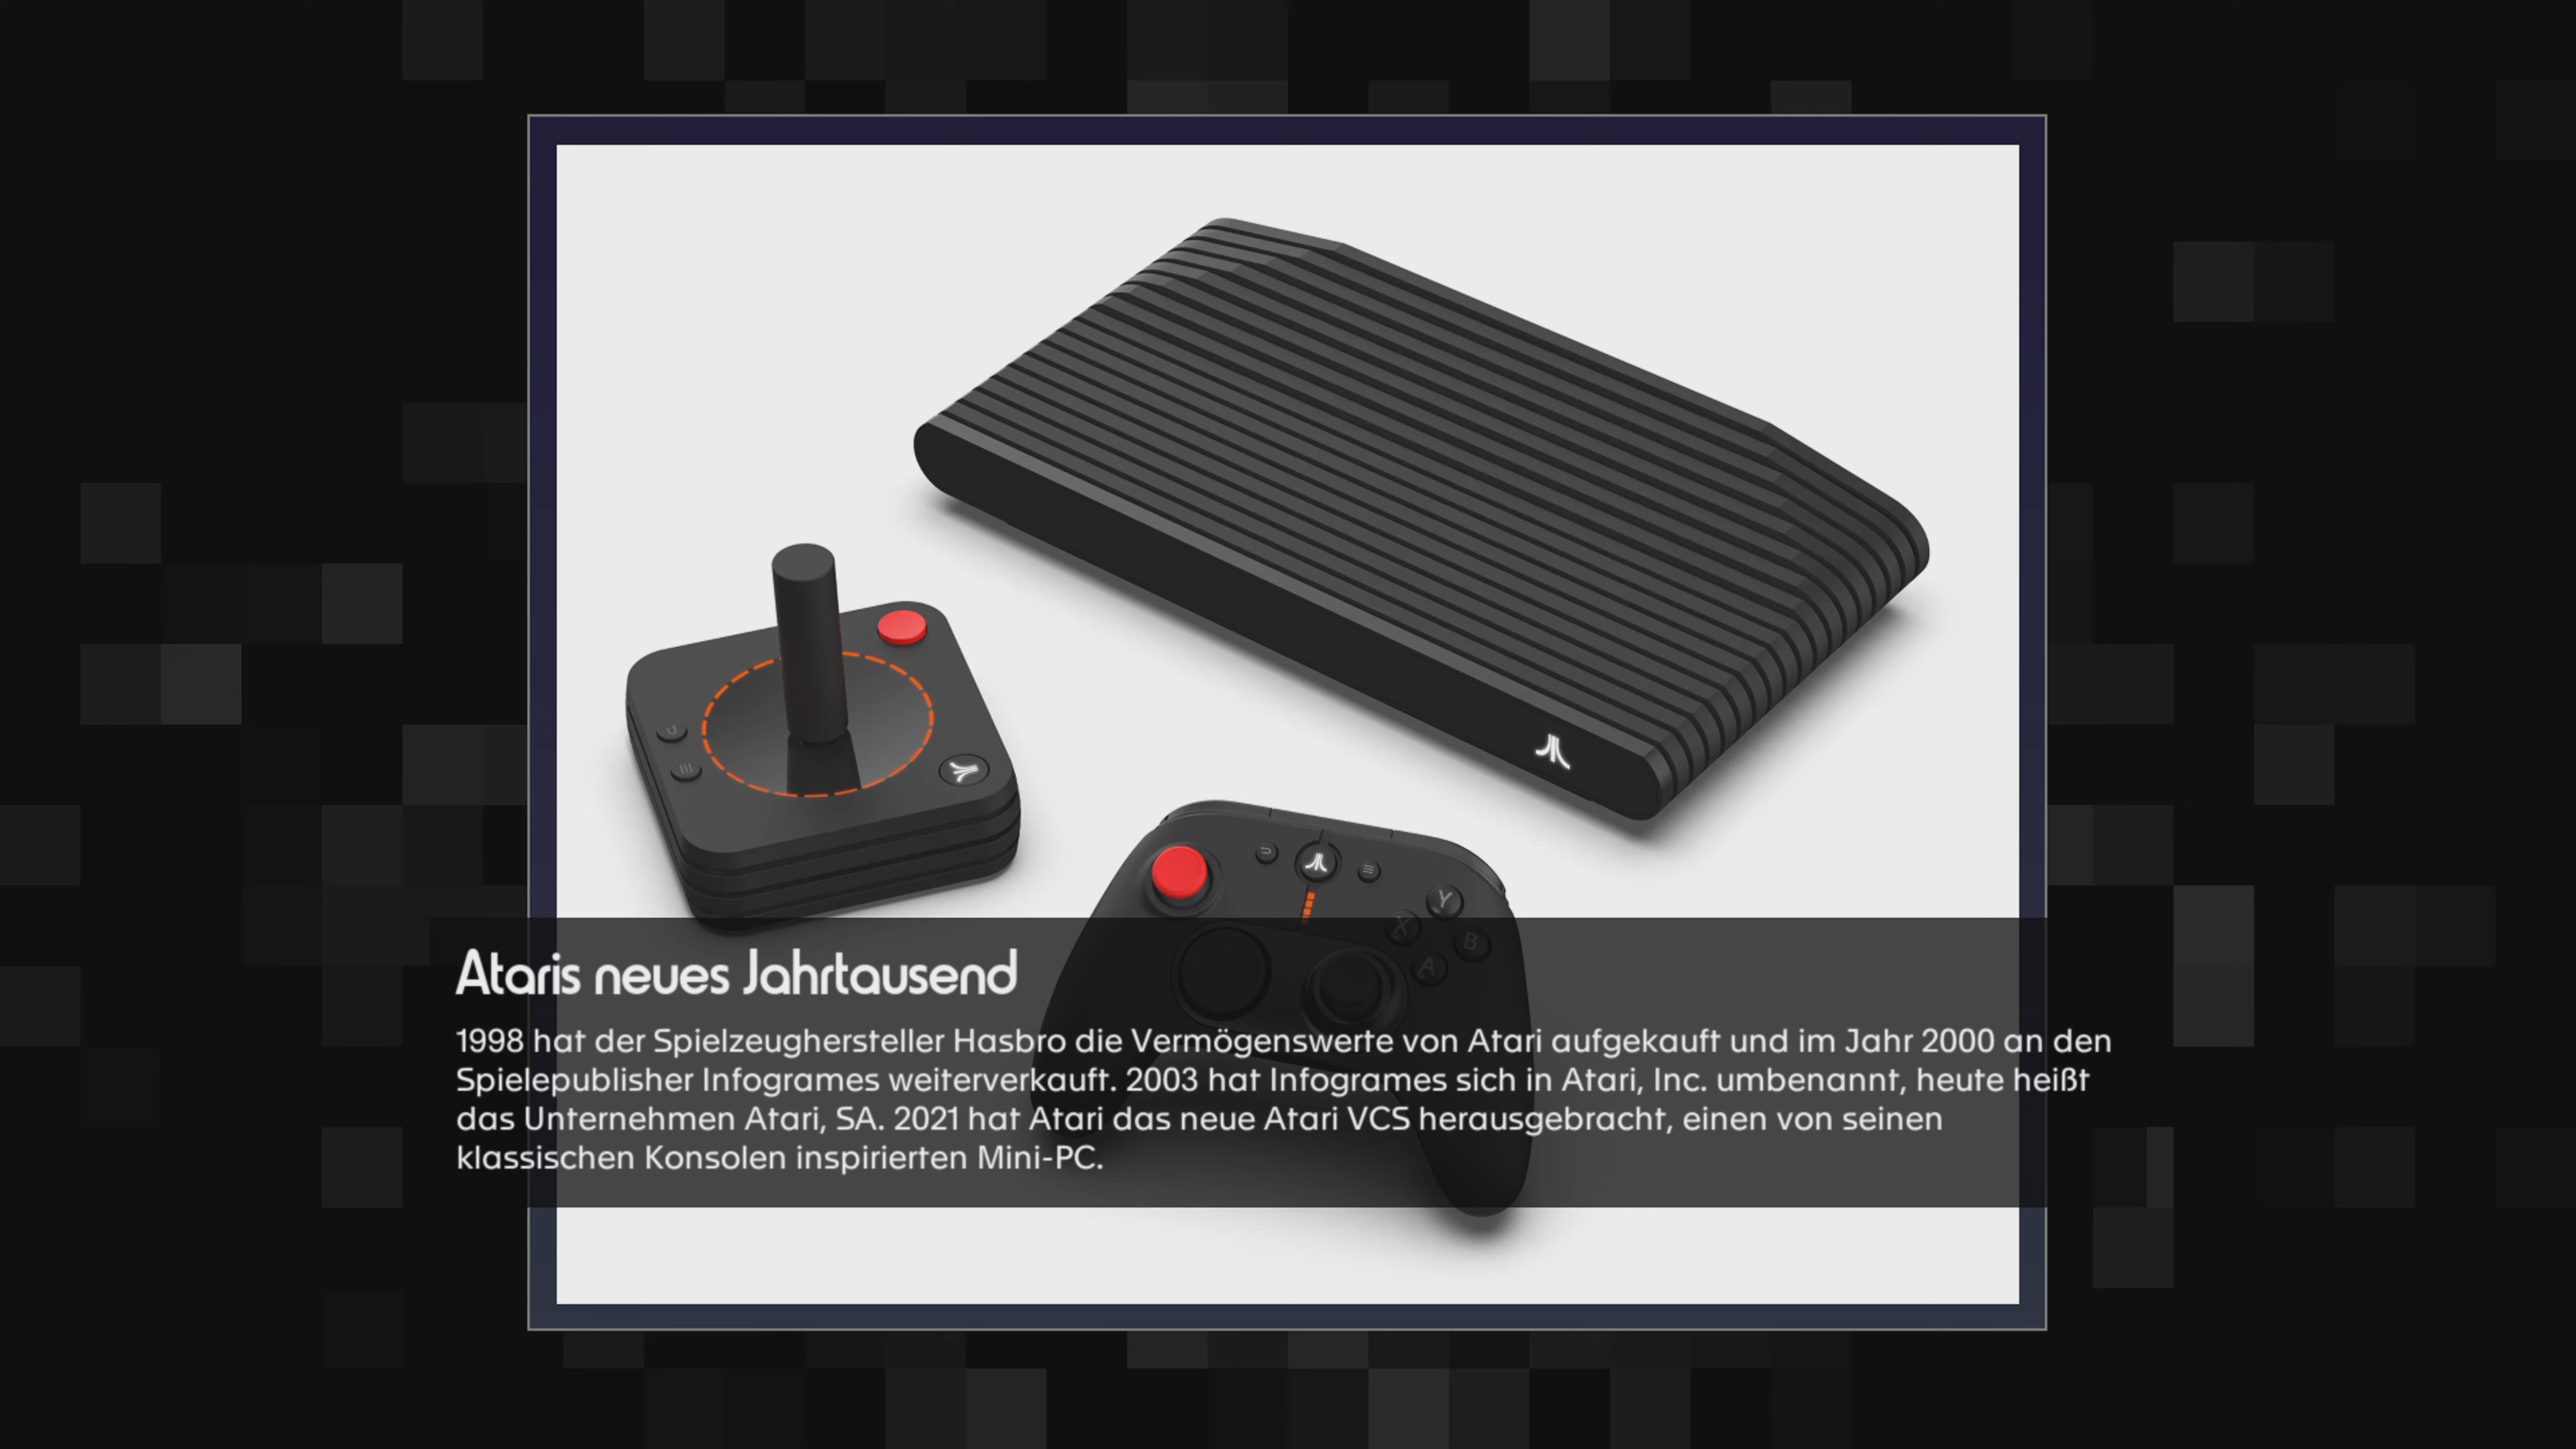 Y
X
B
A
Ataris neues Jahrtausend
1998 hat der Spielzeughersteller Hasbro die Vermögenswerte von Atari aufgekauft und im Jahr 2000 an den
Spielepublisher Infogrames weiterverkauft. 2003 hat Infogrames sich in Atari, Inc. umbenannt, heute heißt
das Unternehmen Atari, SA. 2021 hat Atari das neue Atari VCS herausgebracht, einen von seinen
klassischen Konsolen inspirierten Mini-PC.